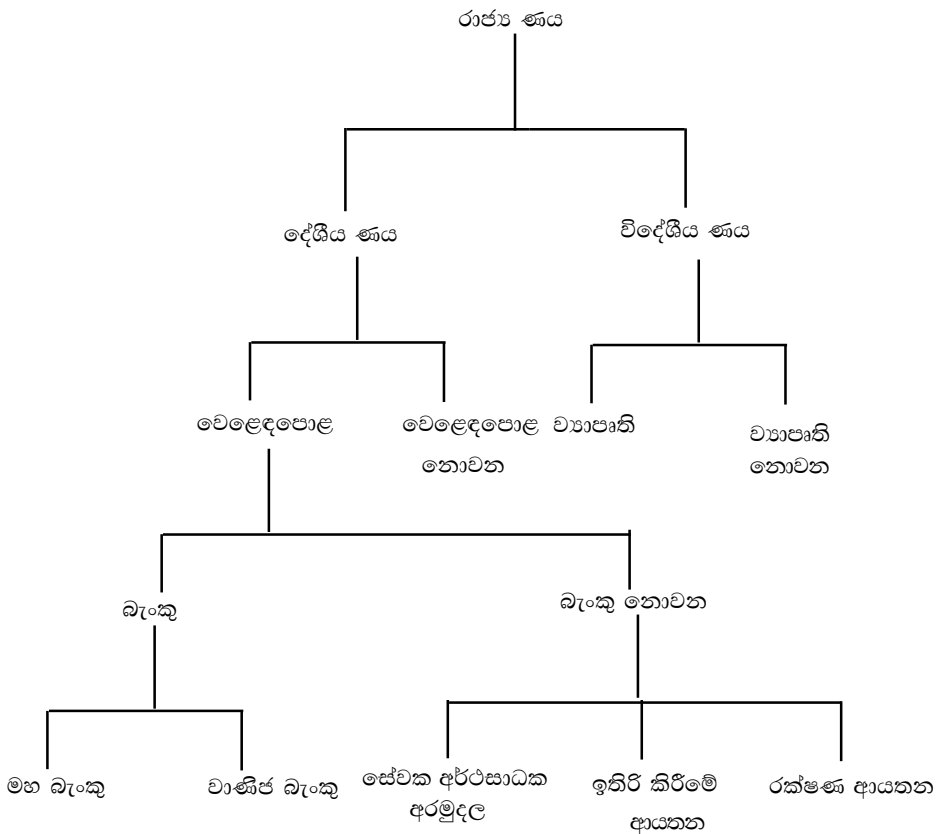 රාජ්‍ය ණය
දේශීය ණය
විදේශීය ණය
වෙළෙඳපොළ
වෙළෙඳපොළ
නොවන
ව්‍යාපෘති
ව්‍යාපෘති
නොවන
බැංකු
බැංකු නොවන
මහ බැංකු
වාණිජ බැංකු
සේවක අර්ථසාධක
අරමුදල
ඉතිරි කිරීමේ
ආයතන
රක්ෂණ ආයතන